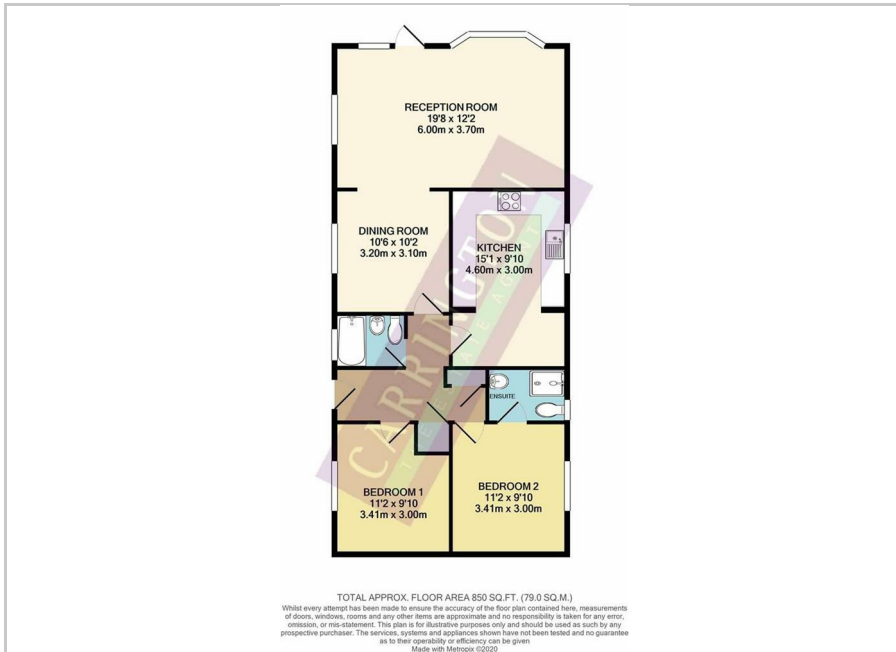 RECEPTION ROOM
19'8 x 12'2
6.00m x 3.70m
DINING ROOM
10'6 x 10'2
3.20m x 3.10m
KITCHEN
15'1 x 9'10
4.60m x 3.00m
ENSUITE
BEDROOM 1
11'2 x 9'10
3.41m x 3.00m
BEDROOM 2
11'2 x 9'10
3.41m x 3.00m
CARRINGTON
THE ESTATE AGENT
TOTAL APPROX. FLOOR AREA 850 SQ.FT. (79.0 SQ.M.)
Whilst every attempt has been made to ensure the accuracy of the floor plan contained here, measurements
of doors, windows, rooms and any other items are approximate and no responsibility is taken for any error,
omission, or mis-statement. This plan is for illustrative purposes only and should be used as such by any
prospective purchaser. The services, systems and appliances shown have not been tested and no guarantee
as to their operability or efficiency can be given
Made with Metropix ©2020